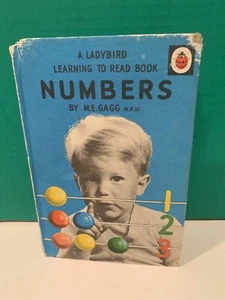 A LADYBIRD
LEARNING TO READ BOOK
NUMBERS
BY M.E.GAGG N.F.U.
1
2
3